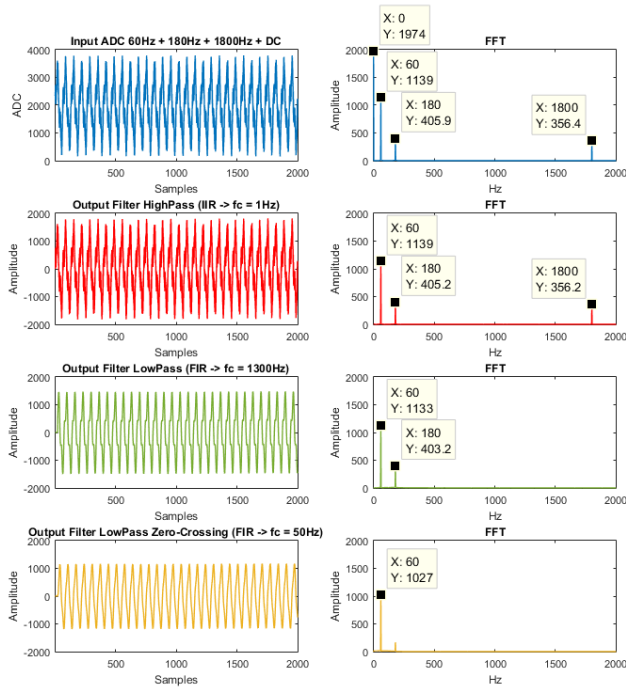 Input ADC 60Hz + 180Hz + 1800Hz + DC
4000
3000
2000
1000
0
ADC
500
1000
1500
2000
Samples
FFT
X: 0
Y: 1974
X: 60
Y: 1139
X: 180
Y: 405.9
X: 1800
Y: 356.4
2000
1500
1000
500
0
Amplitude
0
500
1000
1500
2000
Hz
Output Filter HighPass (IIR -> fc = 1Hz)
2000
1000
0
-1000
-2000
Amplitude
500
1000
1500
2000
Samples
FFT
X: 60
Y: 1139
X: 180
Y: 405.2
X: 1800
Y: 356.2
2000
1500
1000
500
0
Amplitude
0
500
1000
1500
2000
Hz
Output Filter LowPass (FIR -> fc = 1300Hz)
2000
1000
0
-1000
-2000
Amplitude
500
1000
1500
2000
Samples
FFT
X: 60
Y: 1133
X: 180
Y: 403.2
2000
1500
1000
500
0
Amplitude
0
500
1000
1500
2000
Hz
Output Filter LowPass Zero-Crossing (FIR -> fc = 50Hz)
2000
1000
0
-1000
-2000
Amplitude
500
1000
1500
2000
Samples
FFT
X: 60
Y: 1027
2000
1500
1000
500
0
Amplitude
0
500
1000
1500
2000
Hz